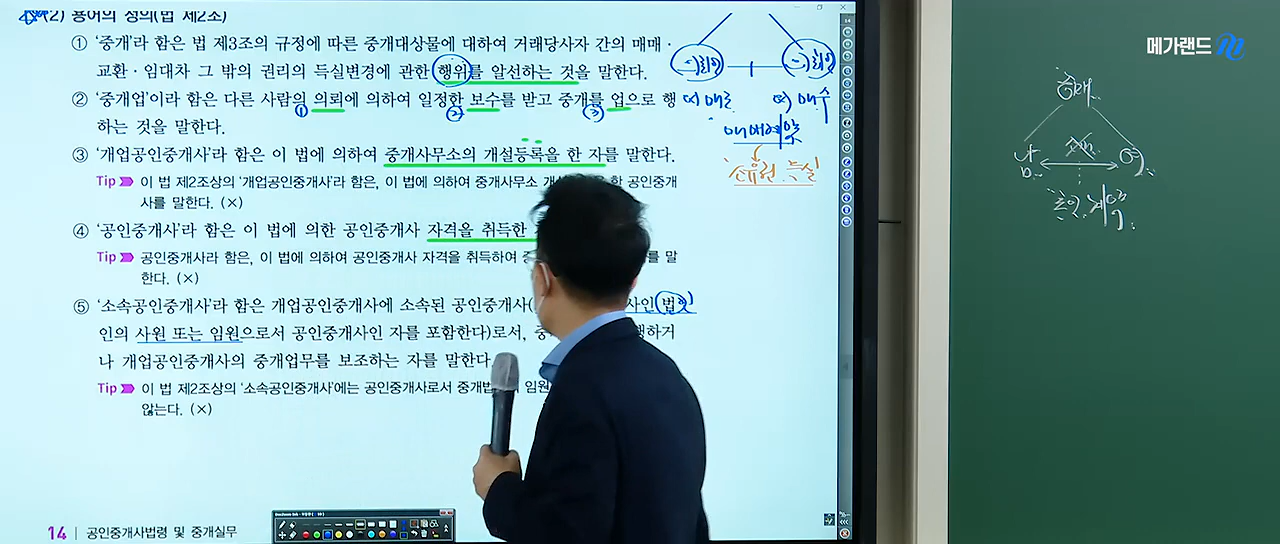 (2) 용어의 정의(법 제2조)
① '중개'라 함은 법 제3조의 규정에 따른 중개대상물에 대하여 거래당사자 간의 매매·
교환·임대차 그 밖의 권리의 득실변경에 관한 행위를 알선하는 것을 말한다.
② '중개업'이라 함은 다른 사람의 의뢰에 의하여 일정한 보수를 받고 중개를 업으로 행
① ② ③
하는 것을 말한다.
③ '개업공인중개사'라 함은 이 법에 의하여 중개사무소의 개설등록을 한 자를 말한다.
Tip 이 법 제2조상의 '개업공인중개사'라 함은, 이 법에 의하여 중개사무소 한 공인중개
사를 말한다. (×)
④ '공인중개사'라 함은 이 법에 의한 공인중개사 자격을 취득한
Tip 공인중개사라 함은, 이 법에 의하여 공인중개사 자격을 취득하여 를 말
한다. (×)
⑤ '소속공인중개사'라 함은 개업공인중개사에 소속된 공인중개사( 사인 법
인의 사원 또는 임원으로서 공인중개사인 자를 포함한다)로서, 행하거
나 개업공인중개사의 중개업무를 보조하는 자를 말한다.
Tip 이 법 제2조상의 '소속공인중개사'에는 공인중개사로서 중개법 임원
않는다. (×)
14 공인중개사법령 및 중개실무
매매계약
소유권 득실
메가랜드
중개